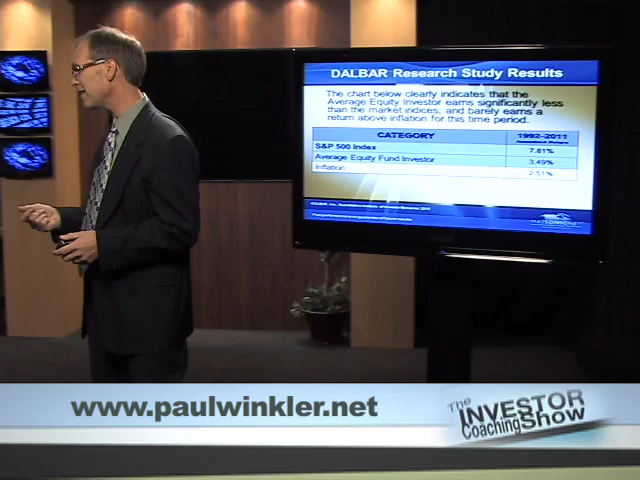 DALBAR Research Study Results
The chart below clearly indicates that the
Average Equity Investor earns significantly less
than the market indices, and barely earns a
return above inflation for this time period.
CATEGORY 1992-2011
S&P 500 Index 7.81%
Average Equity Fund Investor 3.49%
Inflation 2.51%
www.paulwinkler.net
The
INVESTOR
CoachingShow